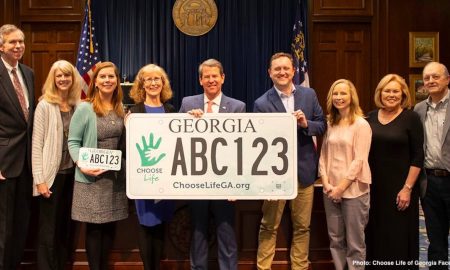 GEORGIA
ABC123
CHOOSE
Life
ChooseLifeGA.org
ABC123
Photo: Choose Life of Georgia Face